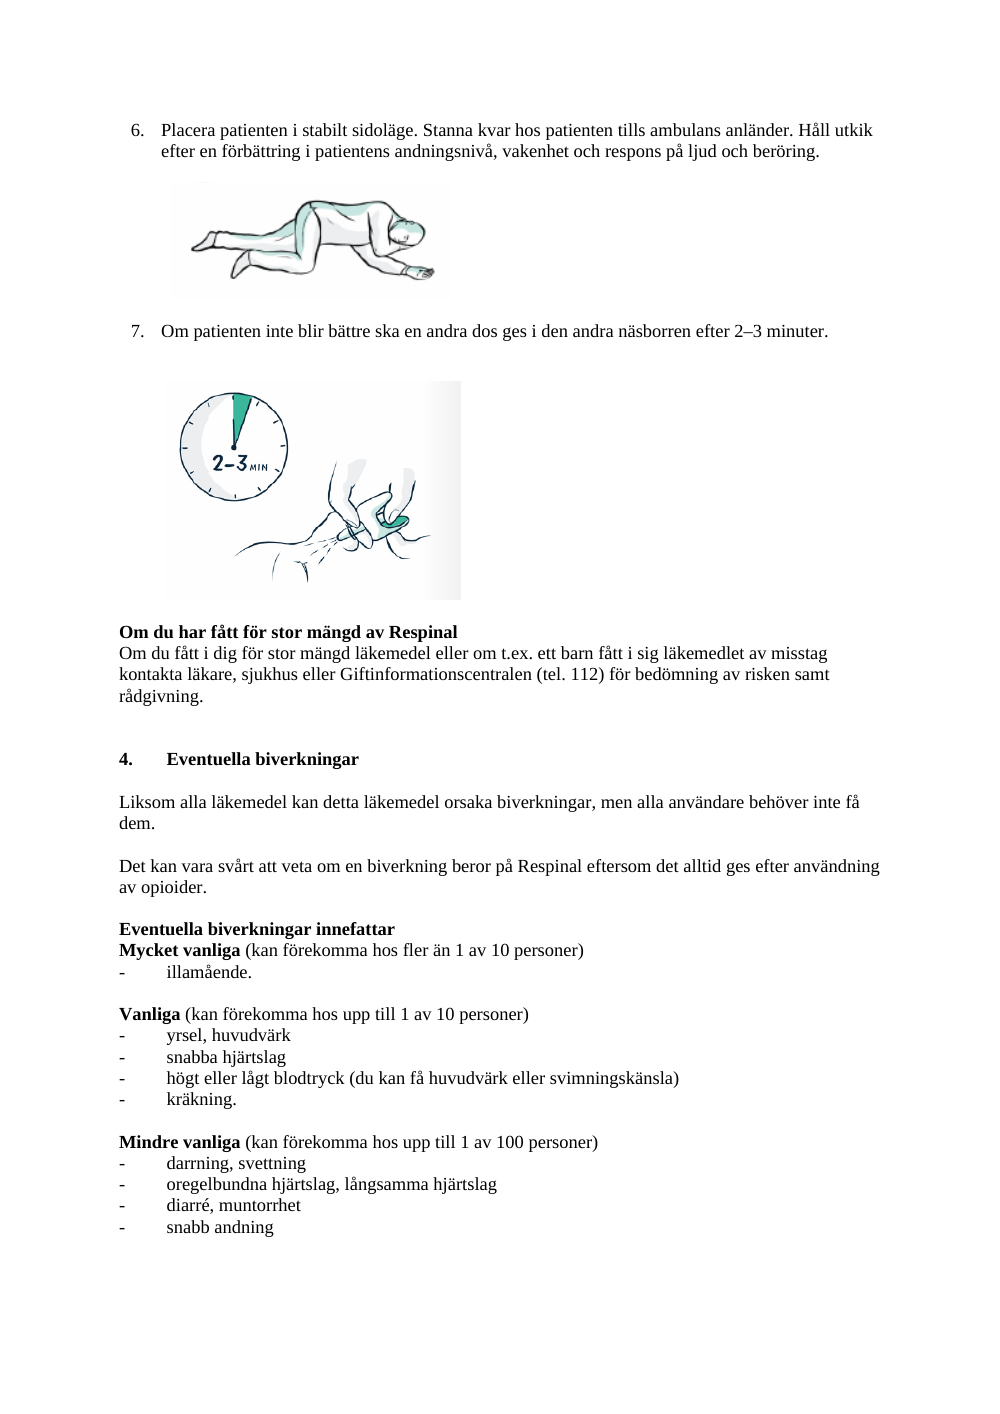 6. Placera patienten i stabilt sidoläge. Stanna kvar hos patienten tills ambulans anländer. Håll utkik
efter en förbättring i patientens andningsnivå, vakenhet och respons på ljud och beröring.
7. Om patienten inte blir bättre ska en andra dos ges i den andra näsborren efter 2–3 minuter.
2-3 MIN
Om du har fått för stor mängd av Respinal
Om du fått i dig för stor mängd läkemedel eller om t.ex. ett barn fått i sig läkemedlet av misstag
kontakta läkare, sjukhus eller Giftinformationscentralen (tel. 112) för bedömning av risken samt
rådgivning.
4. Eventuella biverkningar
Liksom alla läkemedel kan detta läkemedel orsaka biverkningar, men alla användare behöver inte få
dem.
Det kan vara svårt att veta om en biverkning beror på Respinal eftersom det alltid ges efter användning
av opioider.
Eventuella biverkningar innefattar
Mycket vanliga (kan förekomma hos fler än 1 av 10 personer)
- illamående.
Vanliga (kan förekomma hos upp till 1 av 10 personer)
- yrsel, huvudvärk
- snabba hjärtslag
- högt eller lågt blodtryck (du kan få huvudvärk eller svimningskänsla)
- kräkning.
Mindre vanliga (kan förekomma hos upp till 1 av 100 personer)
- darrning, svettning
- oregelbundna hjärtslag, långsamma hjärtslag
- diarré, muntorrhet
- snabb andning